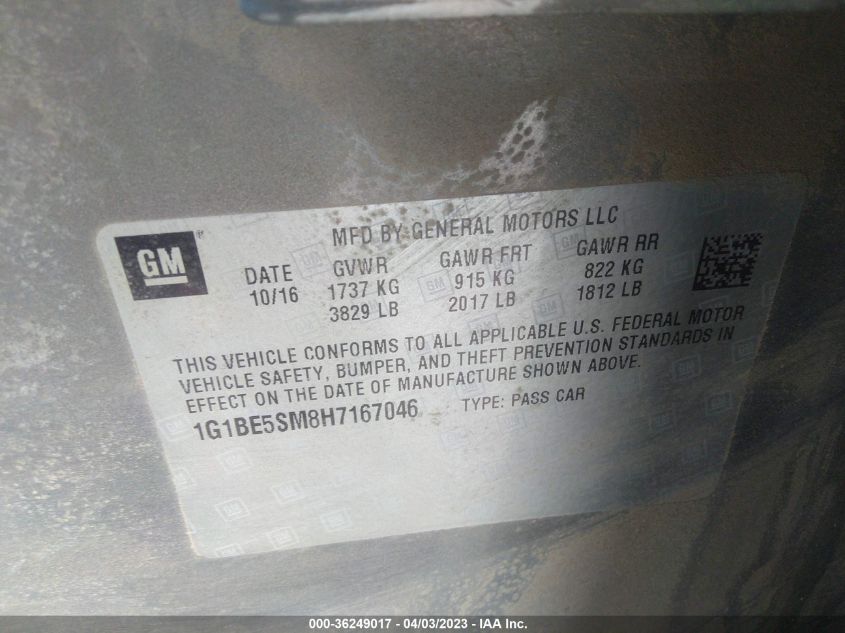 MFD BY GENERAL MOTORS LLC
GM ®
DATE GVWR GAWR FRT GAWR RR
10/16 1737 KG 915 KG 822 KG
3829 LB 2017 LB 1812 LB
THIS VEHICLE CONFORMS TO ALL APPLICABLE U.S. FEDERAL MOTOR
VEHICLE SAFETY, BUMPER, AND THEFT PREVENTION STANDARDS IN
EFFECT ON THE DATE OF MANUFACTURE SHOWN ABOVE.
1G1BE5SM8H7167046 TYPE: PASS CAR
000-36249017 - 04/03/2023 - IAA Inc.